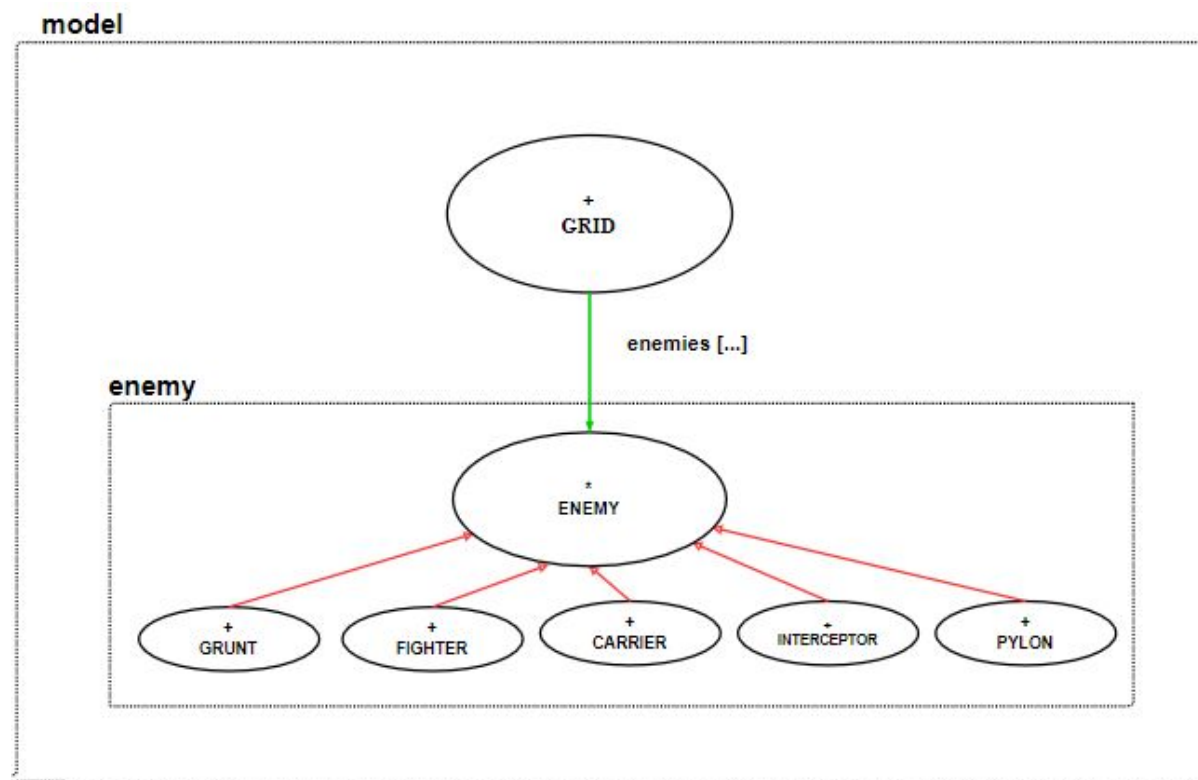 model
+
GRID
enemies [...]
enemy
*
ENEMY
+
GRUNT
+
FIGHTER
+
CARRIER
+
INTERCEPTOR
+
PYLON